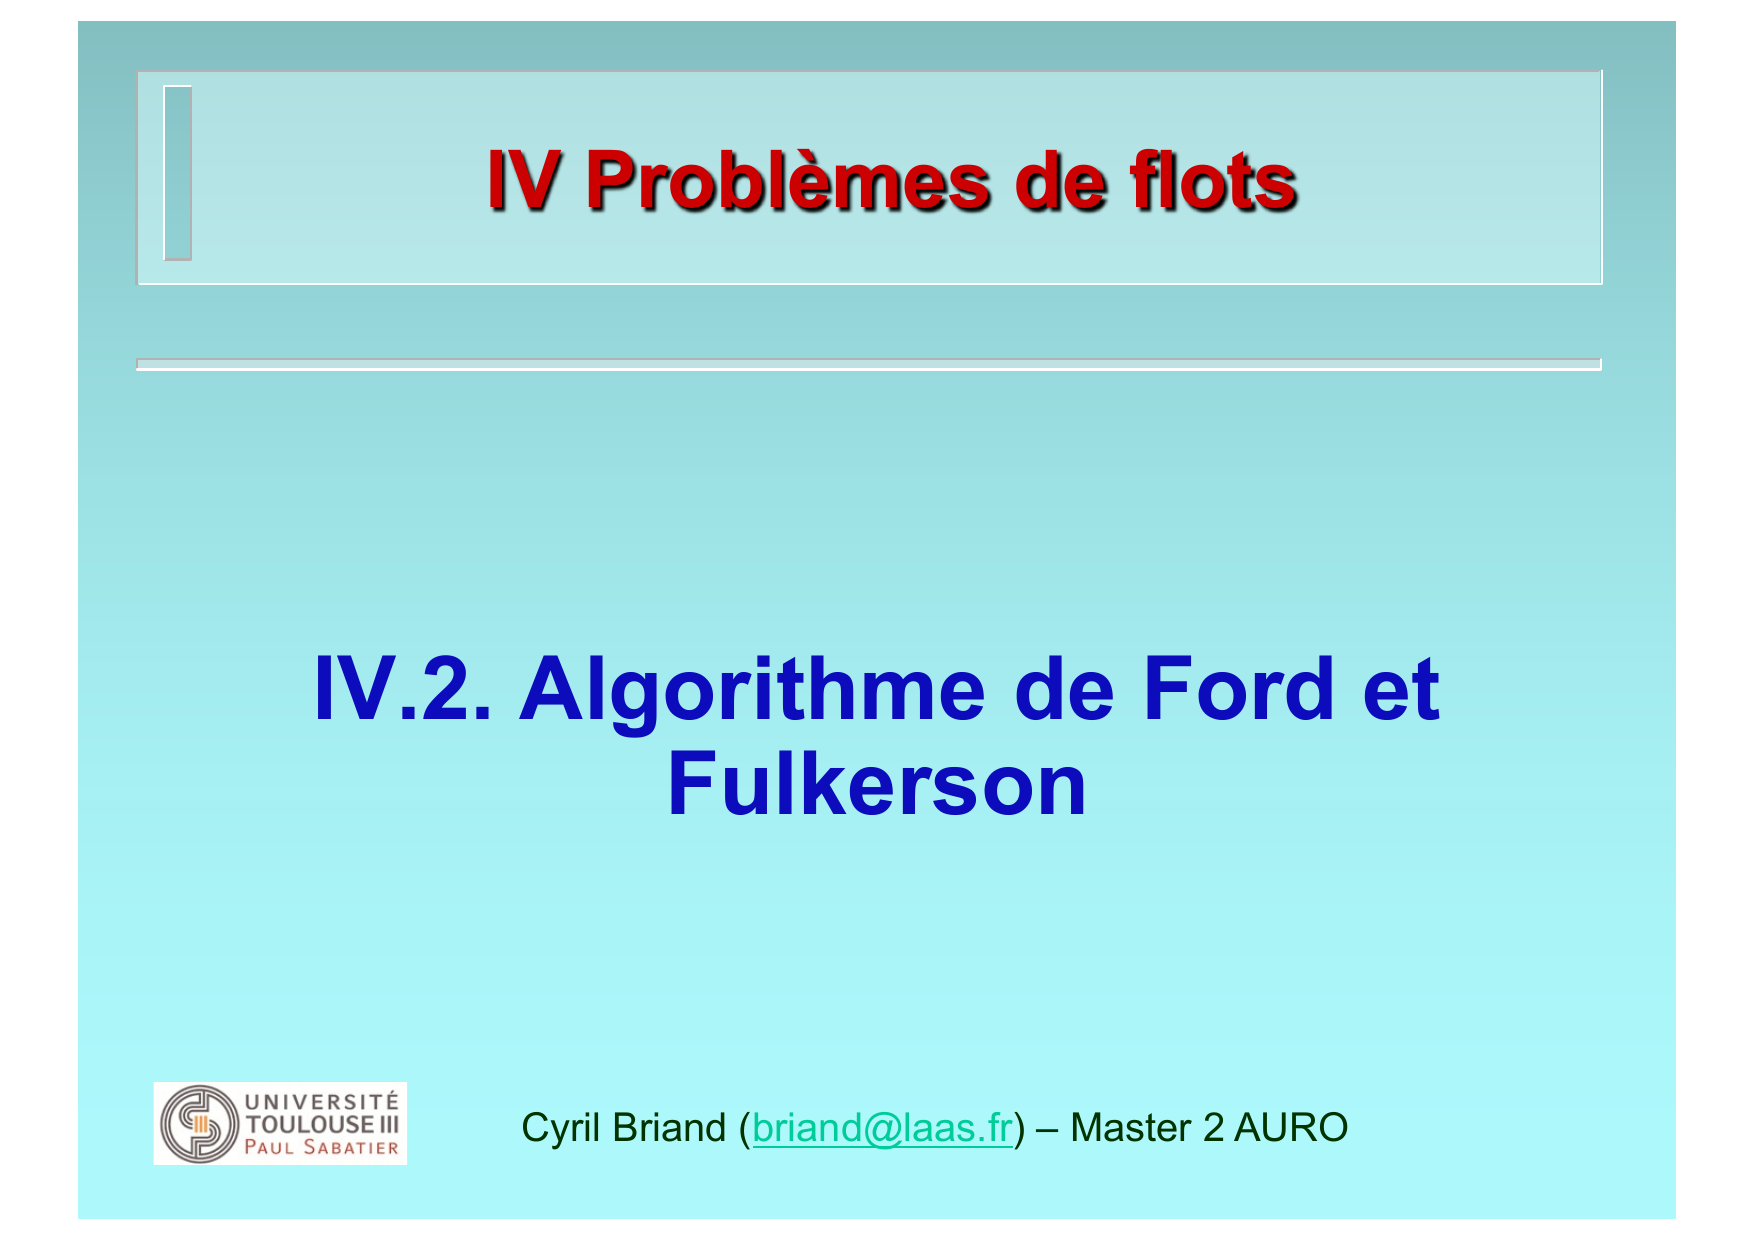 IV Problèmes de flots
IV.2. Algorithme de Ford et
Fulkerson
UNIVERSITÉ
TOULOUSE III
PAUL SABATIER
Cyril Briand (briand@laas.fr) – Master 2 AURO